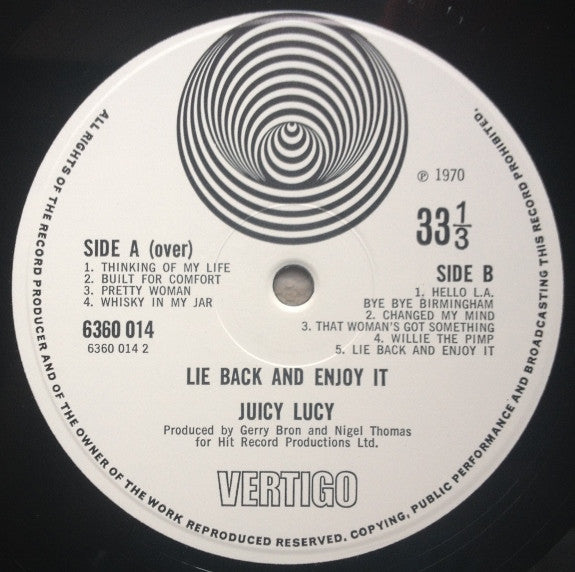 ALL RIGHTS OF THE RECORD PRODUCER AND OF THE OWNER OF THE WORK REPRODUCED RESERVED. COPYING, PUBLIC PERFORMANCE AND BROADCASTING THIS RECORD PROHIBITED.
℗ 1970
33 1/3
SIDE A (over)
1. THINKING OF MY LIFE
2. BUILT FOR COMFORT
3. PRETTY WOMAN
4. WHISKY IN MY JAR
6360 014
6360 014 2
SIDE B
1. HELLO L.A.
BYE BYE BIRMINGHAM
2. CHANGED MY MIND
3. THAT WOMAN'S GOT SOMETHING
4. WILLIE THE PIMP
5. LIE BACK AND ENJOY IT
LIE BACK AND ENJOY IT
JUICY LUCY
Produced by Gerry Bron and Nigel Thomas
for Hit Record Productions Ltd.
VERTIGO